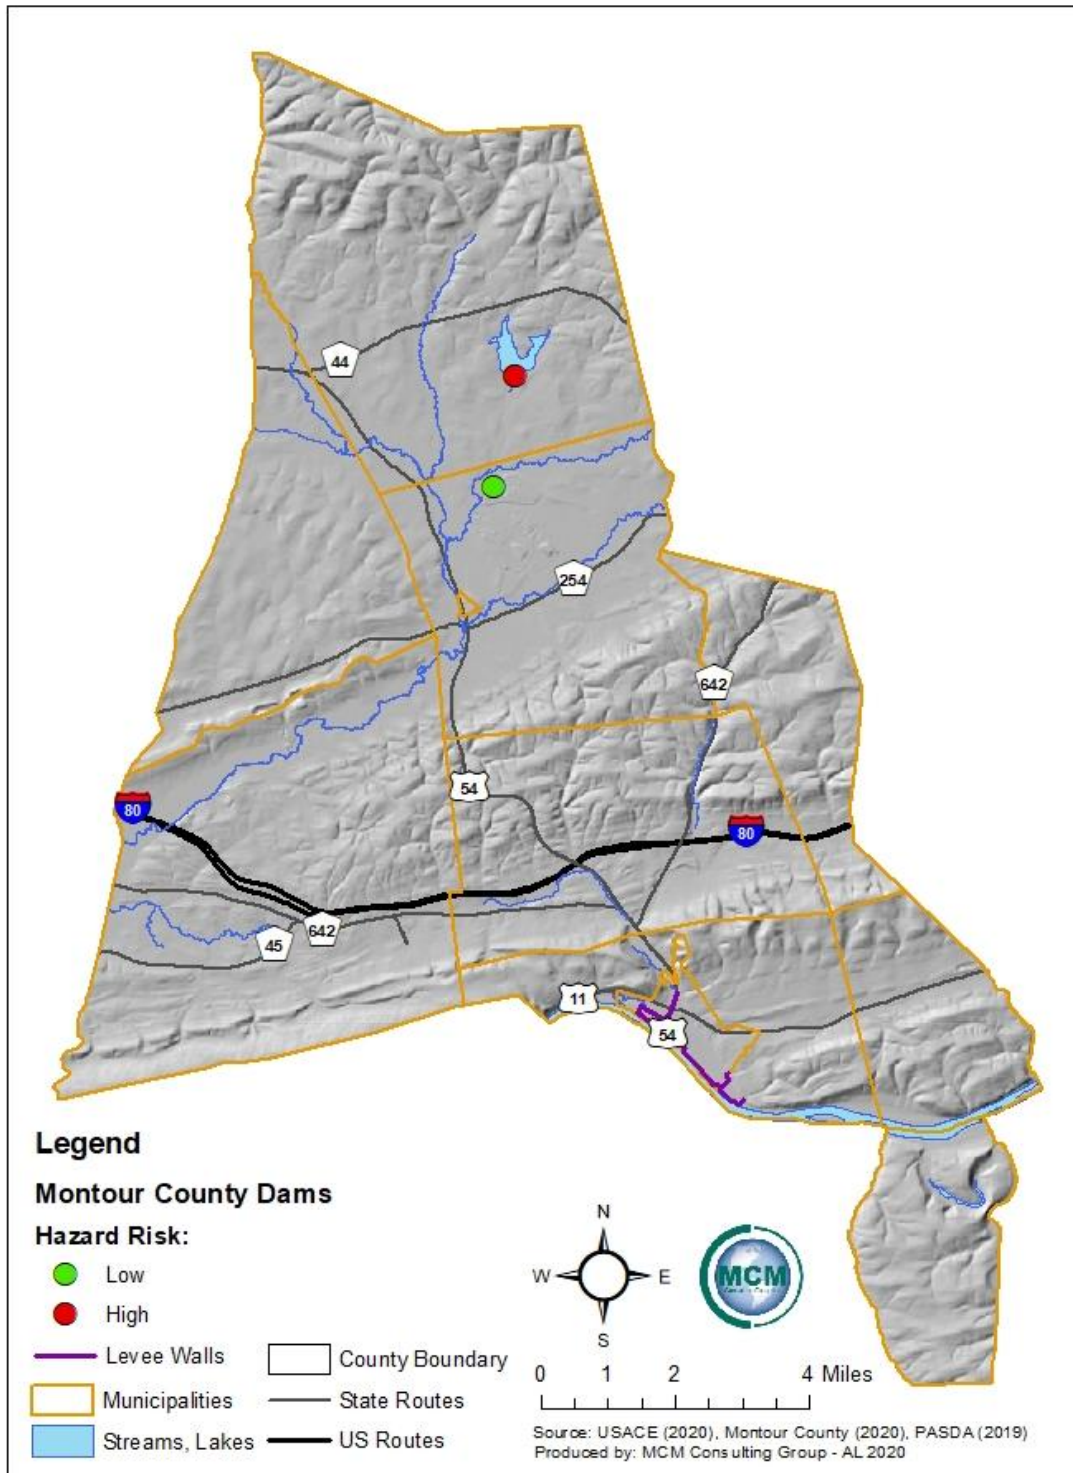 44
254
642
54
80
80
45
642
11
54
Legend
Montour County Dams
Hazard Risk:
Low
High
Levee Walls
County Boundary
Municipalities
State Routes
Streams, Lakes
US Routes
N
W
E
S
MCM
0 1 2 4 Miles
Source: USACE (2020), Montour County (2020), PASDA (2019)
Produced by: MCM Consulting Group - AL 2020